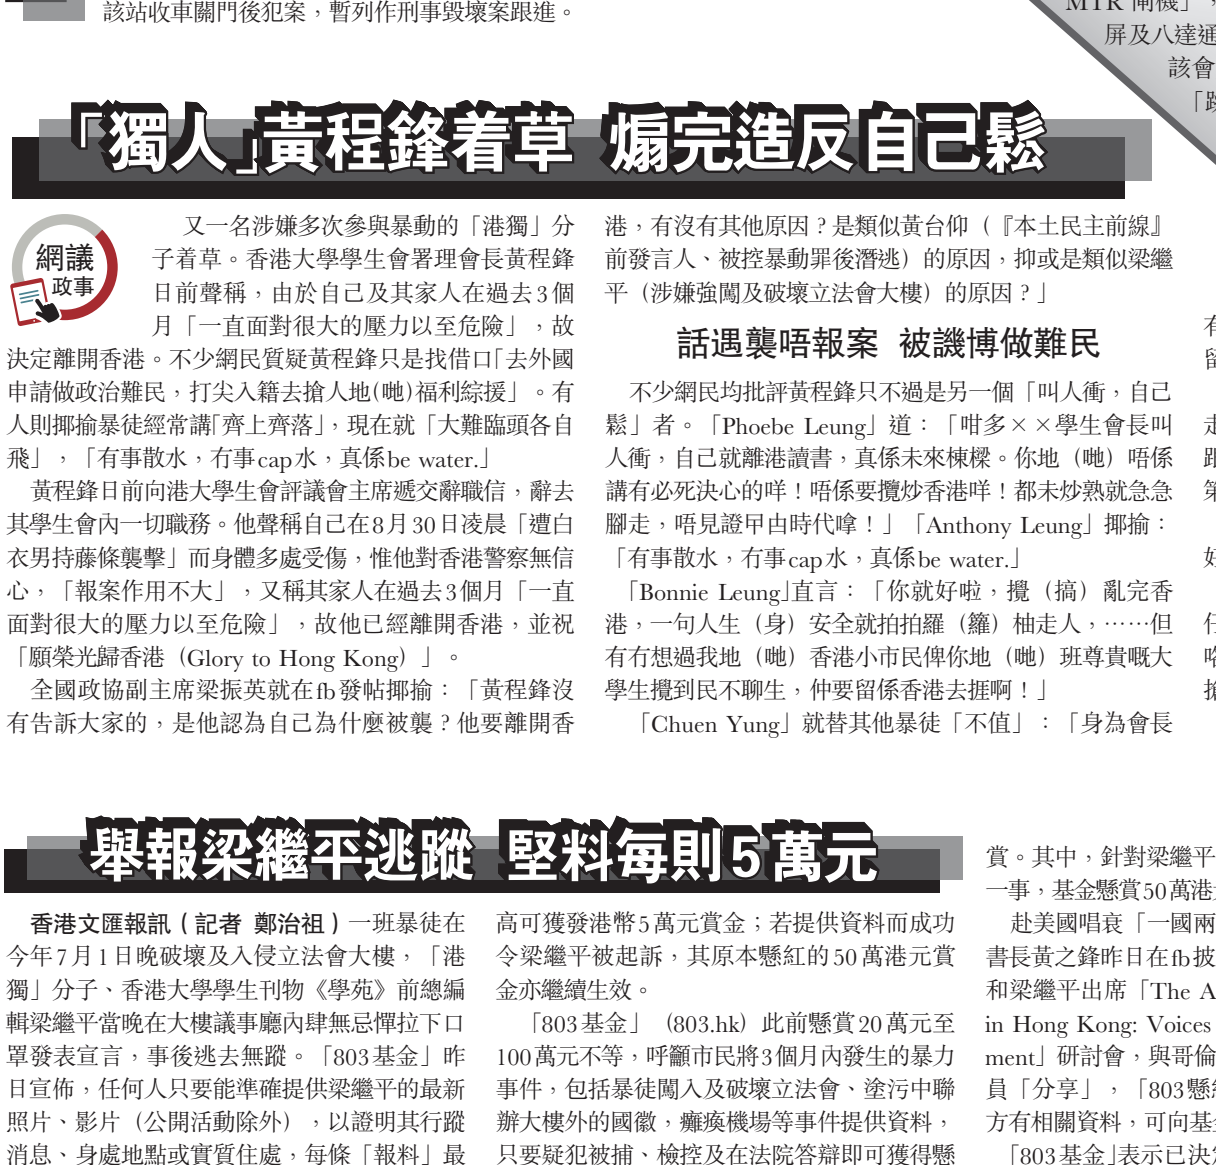 該站收車關門後犯案，暫列作刑事毀壞案跟進。
MTR 閘機」，
屏及八達通
該會
「獨人」黃程鋒着草 煽完造反自己鬆
網議
政事
又一名涉嫌多次參與暴動的「港獨」分
子着草。香港大學學生會署理會長黃程鋒
日前聲稱，由於自己及其家人在過去3個
月「一直面對很大的壓力以至危險」，故
決定離開香港。不少網民質疑黃程鋒只是找借口「去外國
申請做政治難民，打尖入籍去搶人地(哋)福利綜援」。有
人則揶揄暴徒經常講「齊上齊落」，現在就「大難臨頭各自
飛」，「有事散水，冇事cap水，真係be water.」
黃程鋒日前向港大學生會評議會主席遞交辭職信，辭去
其學生會內一切職務。他聲稱自己在8月30日凌晨「遭白
衣男持藤條襲擊」而身體多處受傷，惟他對香港警察無信
心，「報案作用不大」，又稱其家人在過去3個月「一直
面對很大的壓力以至危險」，故他已經離開香港，並祝
「願榮光歸香港（Glory to Hong Kong）」。
全國政協副主席梁振英就在fb發帖揶揄：「黃程鋒沒
有告訴大家的，是他認為自己為什麼被襲？他要離開香
港，有沒有其他原因？是類似黃台仰（『本土民主前線』
前發言人、被控暴動罪後潛逃）的原因，抑或是類似梁繼
平（涉嫌強闖及破壞立法會大樓）的原因？」
話遇襲唔報案 被譏博做難民
不少網民均批評黃程鋒只不過是另一個「叫人衝，自己
鬆」者。「Phoebe Leung」道：「咁多××學生會長叫
人衝，自己就離港讀書，真係未來棟樑。你地（哋）唔係
講有必死決心的咩！唔係要攬炒香港咩！都未炒熟就急急
腳走，唔見證甲甴時代嗱！」「Anthony Leung」揶揄：
「有事散水，冇事cap水，真係be water.」
「Bonnie Leung」直言：「你就好啦，攪（搞）亂完香
港，一句人生（身）安全就拍拍羅（籮）柚走人，……但
有冇想過我地（哋）香港小市民俾你地（哋）班尊貴嘅大
學生攪到民不聊生，仲要留係香港去捱啊！」
「Chuen Yung」就替其他暴徒「不值」：「身為會長
有
留
走
跟
第
好
仔
咯
搶
舉報梁繼平逃蹤 堅料每則5萬元
香港文匯報訊（記者 鄭治祖）一班暴徒在
今年7月1日晚破壞及入侵立法會大樓，「港
獨」分子、香港大學學生刊物《學苑》前總編
輯梁繼平當晚在大樓議事廳內肆無忌憚拉下口
罩發表宣言，事後逃去無蹤。「803基金」昨
日宣佈，任何人只要能準確提供梁繼平的最新
照片、影片（公開活動除外），以證明其行蹤
消息、身處地點或實質住處，每條「報料」最
高可獲發港幣5萬元賞金；若提供資料而成功
令梁繼平被起訴，其原本懸紅的50萬港元賞
金亦繼續生效。
「803基金」（803.hk）此前懸賞20萬元至
100萬元不等，呼籲市民將3個月內發生的暴力
事件，包括暴徒闖入及破壞立法會、塗污中聯
辦大樓外的國徽，癱瘓機場等事件提供資料，
只要疑犯被捕、檢控及在法院答辯即可獲得懸
賞。其中，針對梁繼平
一事，基金懸賞50萬港
赴美國唱衰「一國兩
書長黃之鋒昨日在fb披
和梁繼平出席「The A
in Hong Kong: Voices
ment」研討會，與哥倫
員「分享」，「803懸
方有相關資料，可向基
「803基金」表示已決